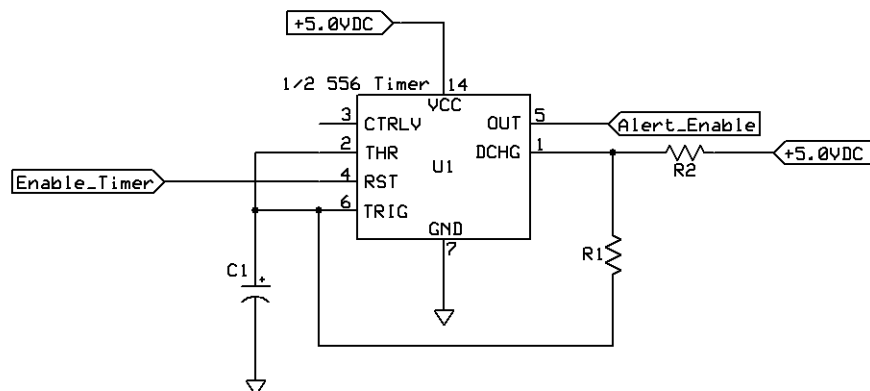 +5.0VDC
1/2 556 Timer
14
VCC
3
CTRLV
OUT
5
Alert_Enable
2
THR
DCHG
1
R2
+5.0VDC
U1
Enable_Timer
4
RST
6
TRIG
GND
7
R1
C1
+